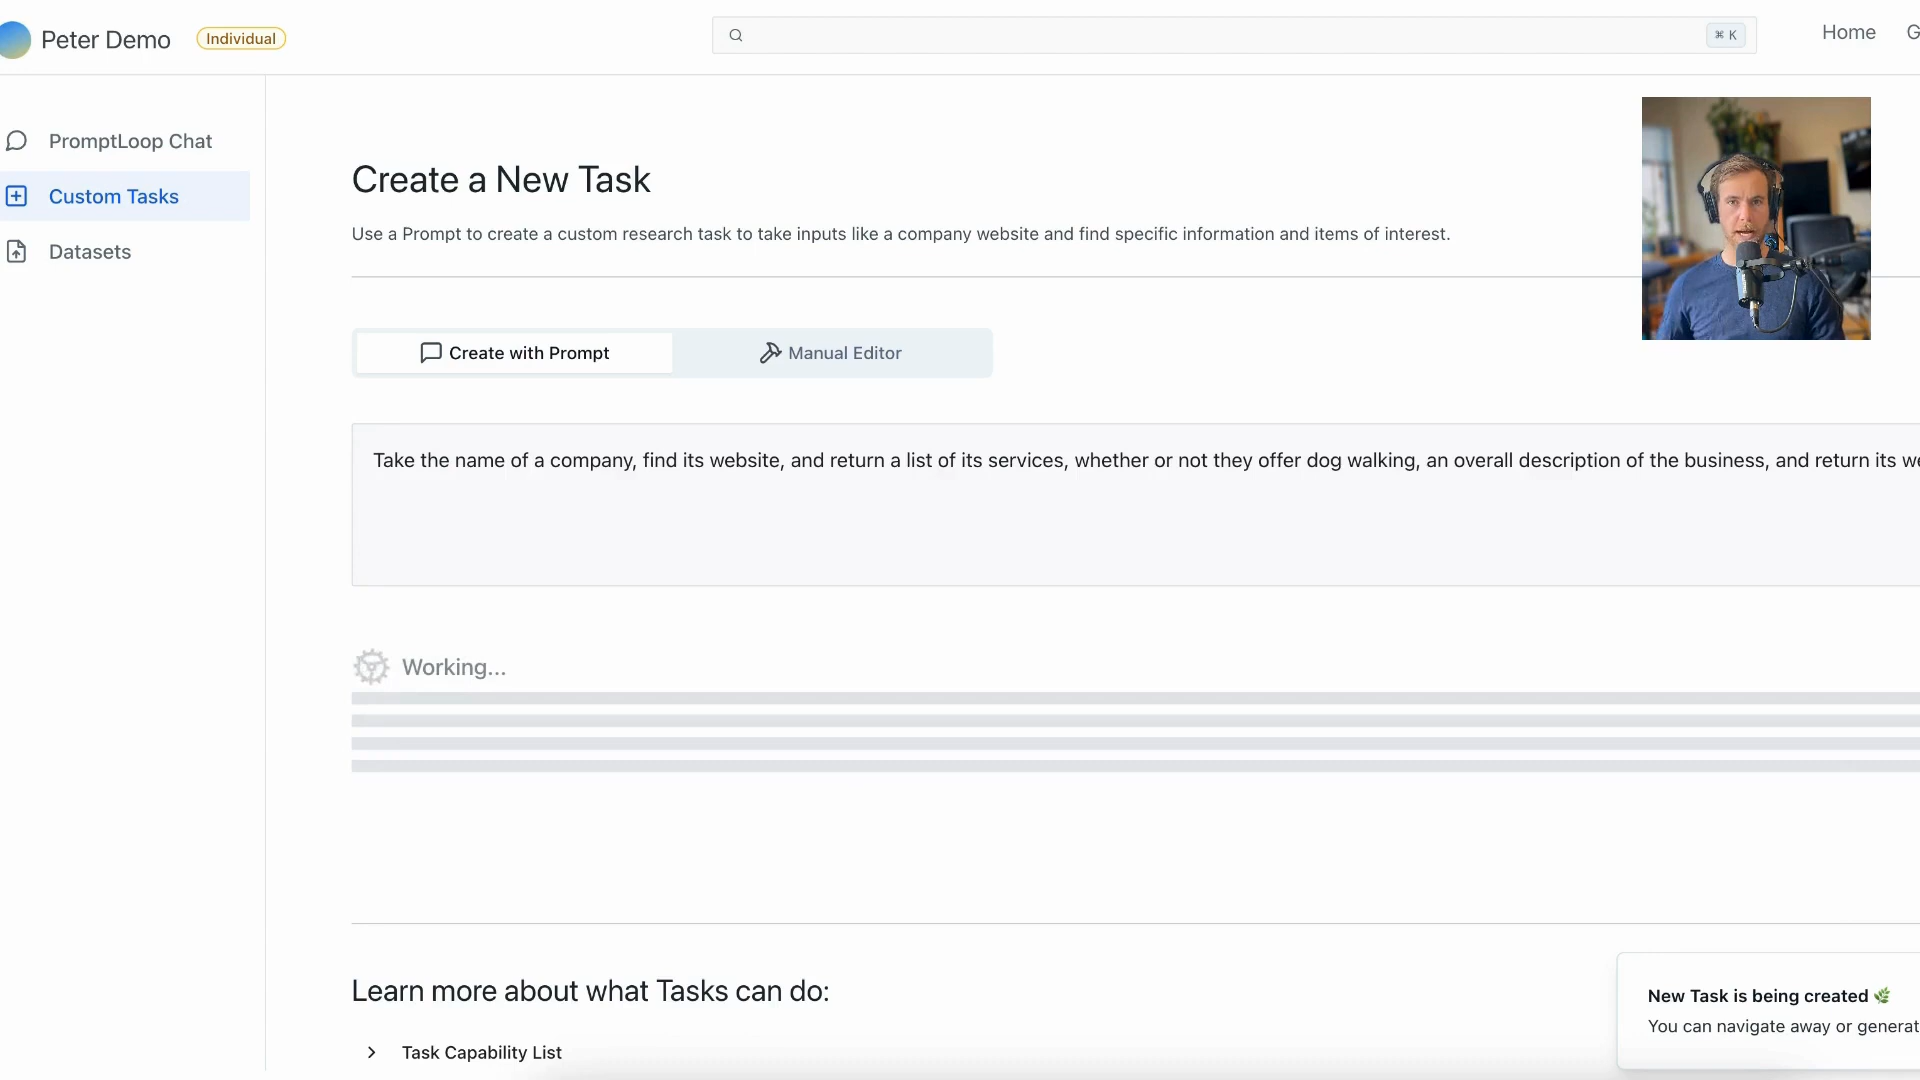 Peter Demo
Individual
⌘ K
Home
G
PromptLoop Chat
Custom Tasks
Datasets
Create a New Task
Use a Prompt to create a custom research task to take inputs like a company website and find specific information and items of interest.
Create with Prompt
Manual Editor
Take the name of a company, find its website, and return a list of its services, whether or not they offer dog walking, an overall description of the business, and return its we
Working...
Learn more about what Tasks can do:
Task Capability List
New Task is being created 🌿
You can navigate away or generat